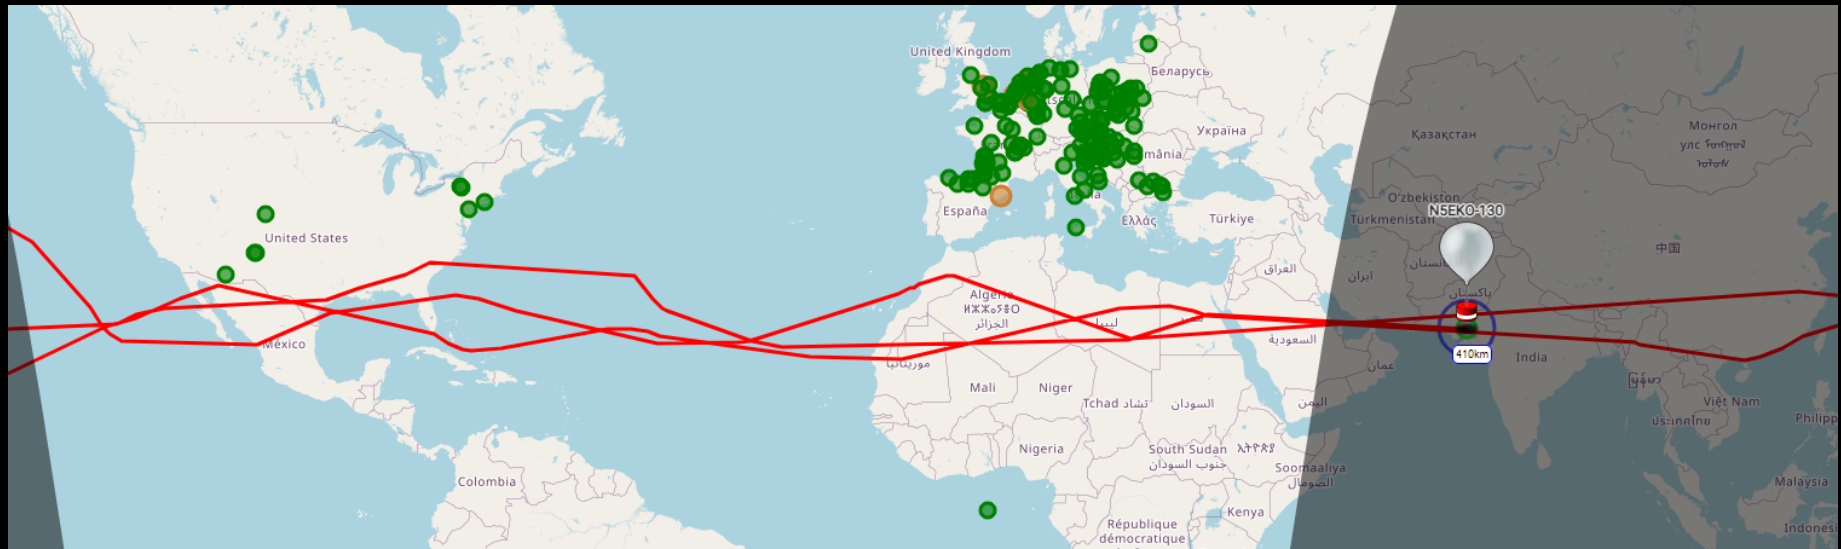 United Kingdom
Беларусь
Україна
Қазақстан
Монгол
улс
mânia
España
Ελλάς
Türkiye
O'zbekiston
Türkmenistan
N5EKO-130
中国
United States
العراق
ایران
پاکستان
Algeria
ⵍⵣⵣⴰⵢⴻⵔ
الجزائر
ليبيا
السعودية
México
410km
India
عمان
موريتانيا
Mali
Niger
Tchad تشاد
السودان
اليمن
Việt Nam
ประเทศไทย
Philipp
Nigeria
South Sudan
جنوب السودان
Soomaaliya
الصومال
Colombia
Malaysia
Kenya
République
démocratique
Indones